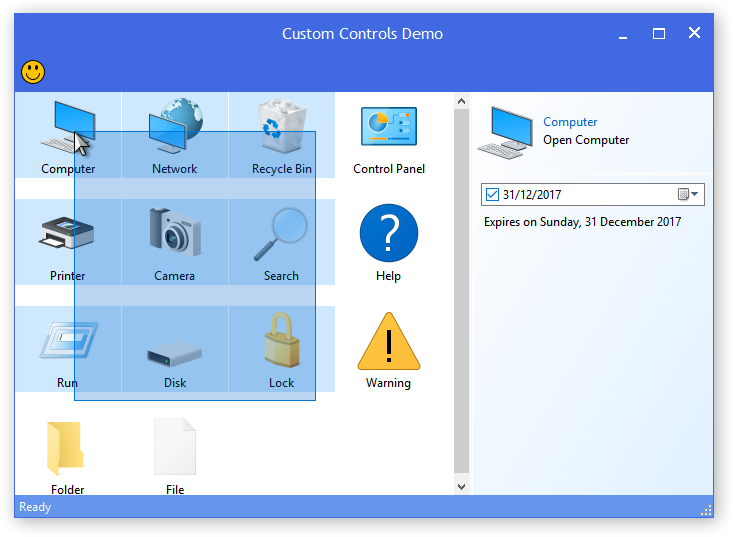 Custom Controls Demo
Computer
Network
Recycle Bin
Control Panel
Printer
Camera
Search
Help
Run
Disk
Lock
Warning
Folder
File
Computer
Open Computer
31/12/2017
Expires on Sunday, 31 December 2017
Ready